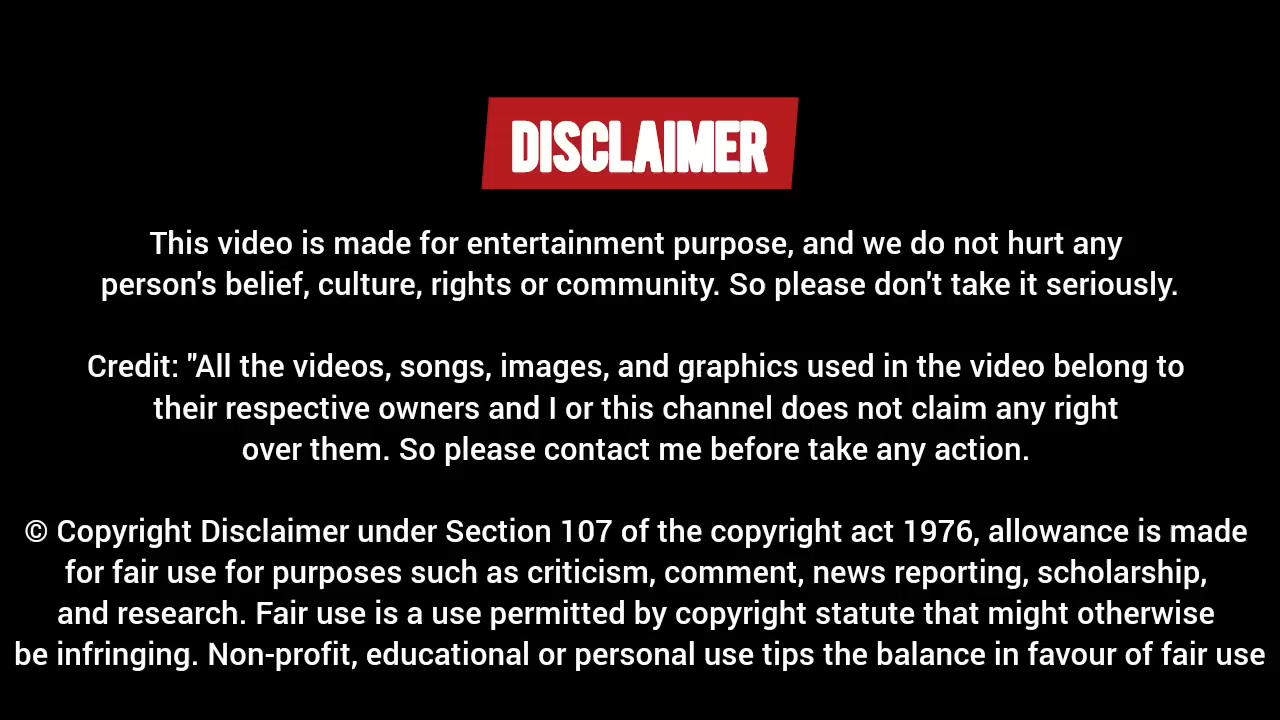 DISCLAIMER
This video is made for entertainment purpose, and we do not hurt any
person's belief, culture, rights or community. So please don't take it seriously.
Credit: "All the videos, songs, images, and graphics used in the video belong to
their respective owners and I or this channel does not claim any right
over them. So please contact me before take any action.
© Copyright Disclaimer under Section 107 of the copyright act 1976, allowance is made
for fair use for purposes such as criticism, comment, news reporting, scholarship,
and research. Fair use is a use permitted by copyright statute that might otherwise
be infringing. Non-profit, educational or personal use tips the balance in favour of fair use